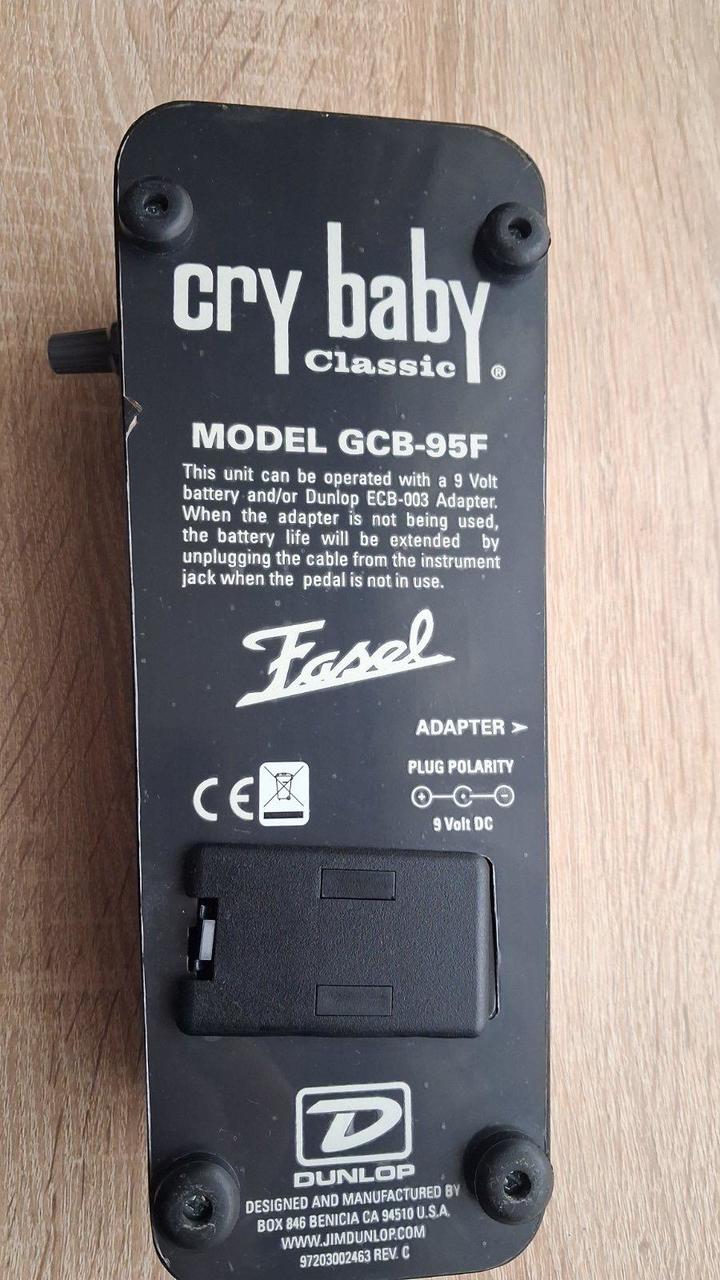 cry baby
Classic ®
MODEL GCB-95F
This unit can be operated with a 9 Volt
battery and/or Dunlop ECB-003 Adapter.
When the adapter is not being used,
the battery life will be extended by
unplugging the cable from the instrument
jack when the pedal is not in use.
Fasel
ADAPTER >
PLUG POLARITY
+ C -
CE
9 Volt DC
D
DUNLOP
DESIGNED AND MANUFACTURED BY
BOX 846 BENICIA CA 94510 U.S.A.
WWW.JIMDUNLOP.COM
97203002463 REV. C